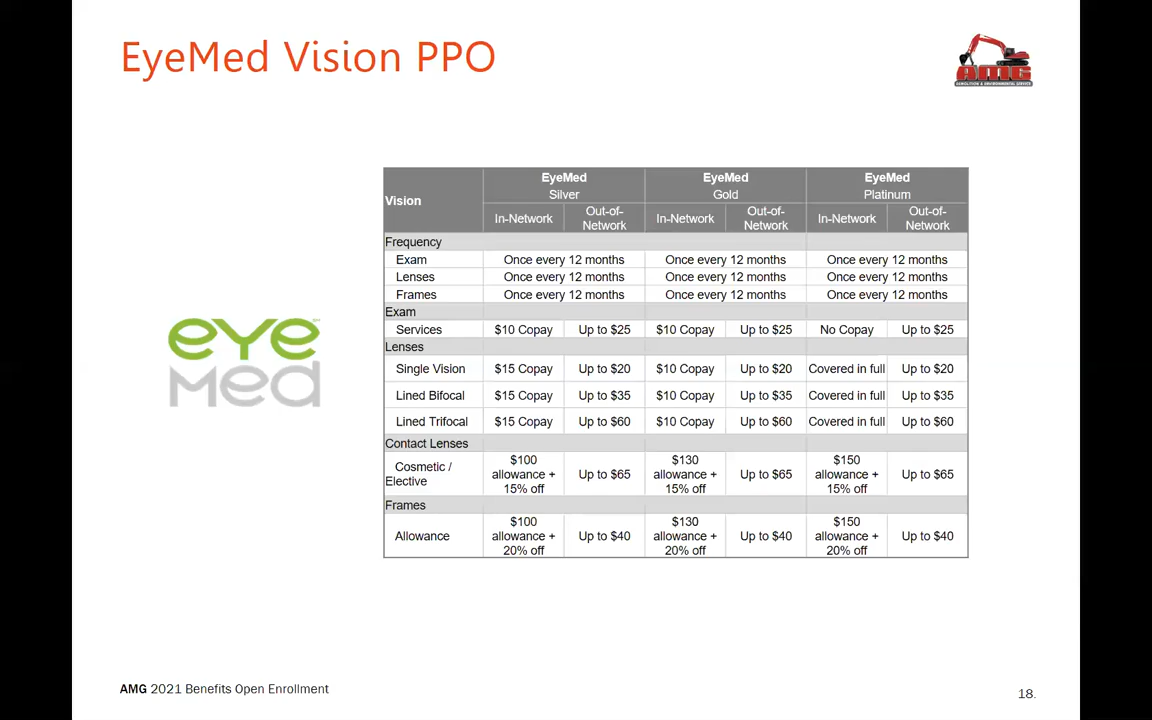 EyeMed Vision PPO
AMG
DEMOLITION & ENVIRONMENTAL SERVICES
eye
med
Vision
EyeMed EyeMed EyeMed
Silver Gold Platinum
In-Network Out-of-Network In-Network Out-of-Network In-Network Out-of-Network
Frequency
Exam Once every 12 months Once every 12 months Once every 12 months
Lenses Once every 12 months Once every 12 months Once every 12 months
Frames Once every 12 months Once every 12 months Once every 12 months
Exam
Services $10 Copay Up to $25 $10 Copay Up to $25 No Copay Up to $25
Lenses
Single Vision $15 Copay Up to $20 $10 Copay Up to $20 Covered in full Up to $20
Lined Bifocal $15 Copay Up to $35 $10 Copay Up to $35 Covered in full Up to $35
Lined Trifocal $15 Copay Up to $60 $10 Copay Up to $60 Covered in full Up to $60
Contact Lenses
Cosmetic / Elective $100 allowance + 15% off Up to $65 $130 allowance + 15% off Up to $65 $150 allowance + 15% off Up to $65
Frames
Allowance $100 allowance + 20% off Up to $40 $130 allowance + 20% off Up to $40 $150 allowance + 20% off Up to $40
AMG 2021 Benefits Open Enrollment
18.